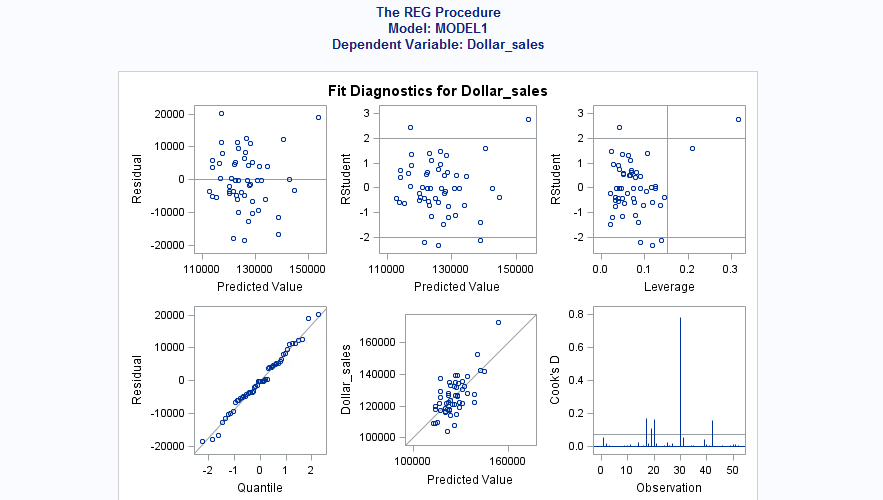 The REG Procedure
Model: MODEL1
Dependent Variable: Dollar_sales
Fit Diagnostics for Dollar_sales
20000
10000
0
-10000
-20000
Residual
110000 130000 150000
Predicted Value
3
2
1
0
-1
-2
RStudent
110000 130000 150000
Predicted Value
3
2
1
0
-1
-2
RStudent
0.0 0.1 0.2 0.3
Leverage
20000
10000
0
-10000
-20000
Residual
-2 -1 0 1 2
Quantile
160000
140000
120000
100000
Dollar_sales
100000 160000
Predicted Value
0.8
0.6
0.4
0.2
0.0
Cook's D
0 10 20 30 40 50
Observation